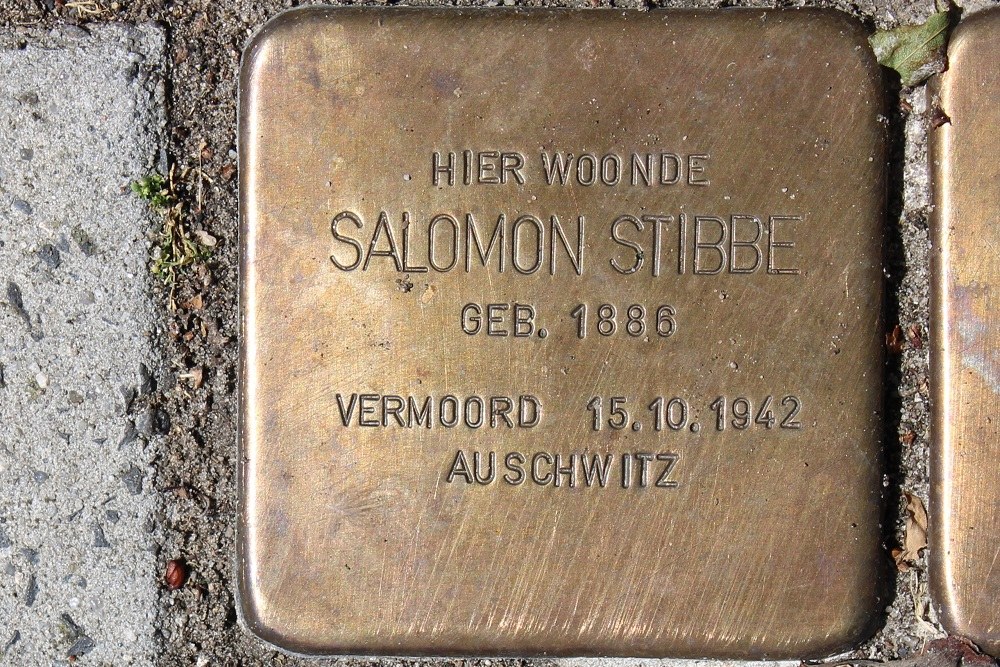 HIER WOONDE
SALOMON STIBBE
GEB. 1886
VERMOORD 15.10.1942
AUSCHWITZ